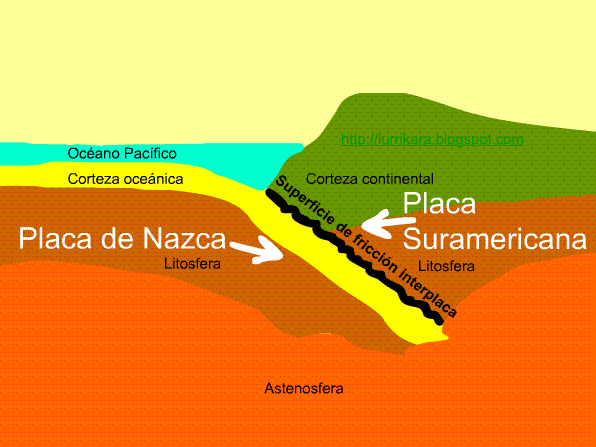 http://lurrikara.blogspot.com
Océano Pacífico
Corteza oceánica
Corteza continental
Superficie de fricción interplaca
Placa
Suramericana
Placa de Nazca
Litosfera
Litosfera
Astenosfera